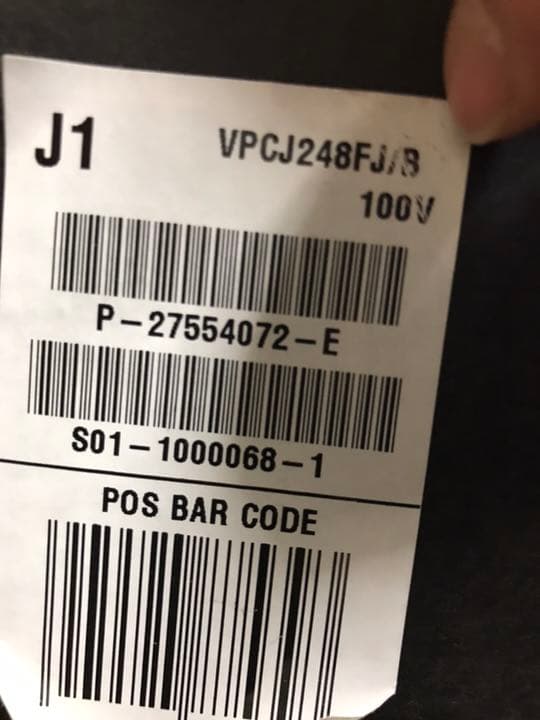 J1
VPCJ248FJ/B
100V
P-27554072-E
S01-1000068-1
POS BAR CODE